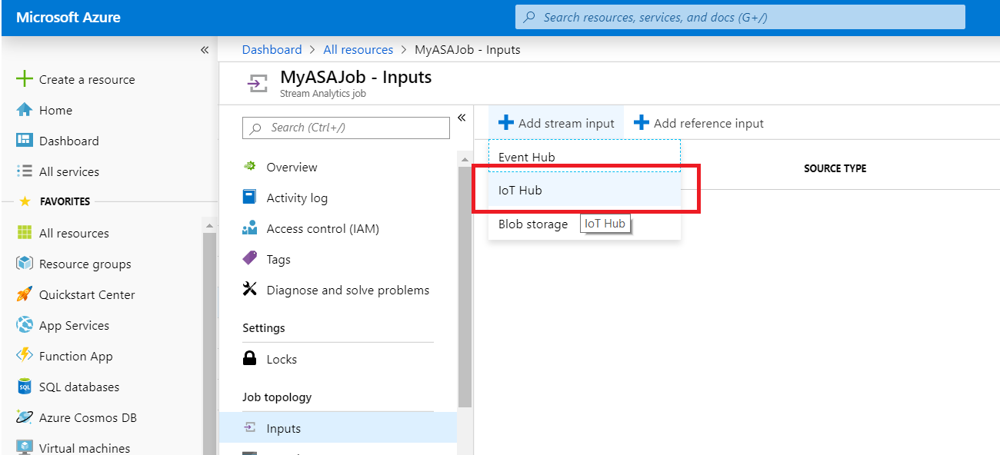 Microsoft Azure
Search resources, services, and docs (G+/)
«
Create a resource
Home
Dashboard
All services
FAVORITES
All resources
Resource groups
Quickstart Center
App Services
Function App
SQL
SQL databases
Azure Cosmos DB
Virtual machines
Dashboard > All resources > MyASAJob - Inputs
MyASAJob - Inputs
Stream Analytics job
Search (Ctrl+/)
«
Overview
Activity log
Access control (IAM)
Tags
Diagnose and solve problems
Settings
Locks
Job topology
Inputs
Add stream input
Add reference input
Event Hub
IoT Hub
Blob storage
IoT Hub
SOURCE TYPE